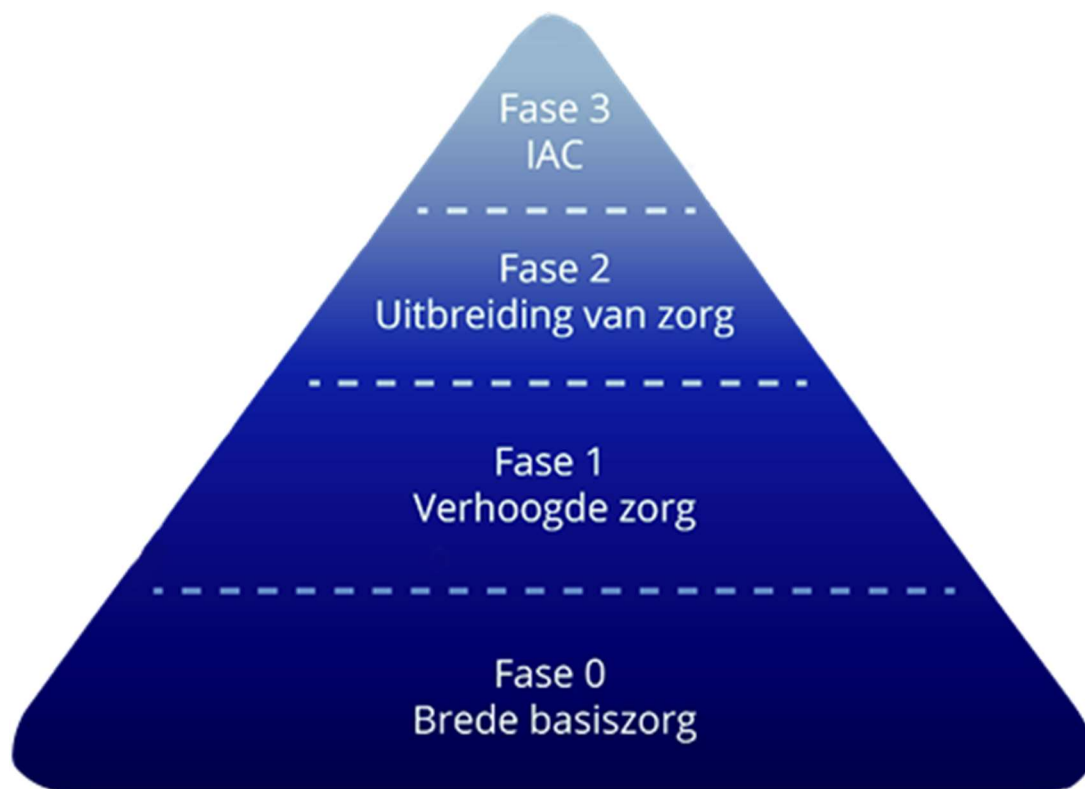 Fase 3
IAC
Fase 2
Uitbreiding van zorg
Fase 1
Verhoogde zorg
Fase 0
Brede basiszorg